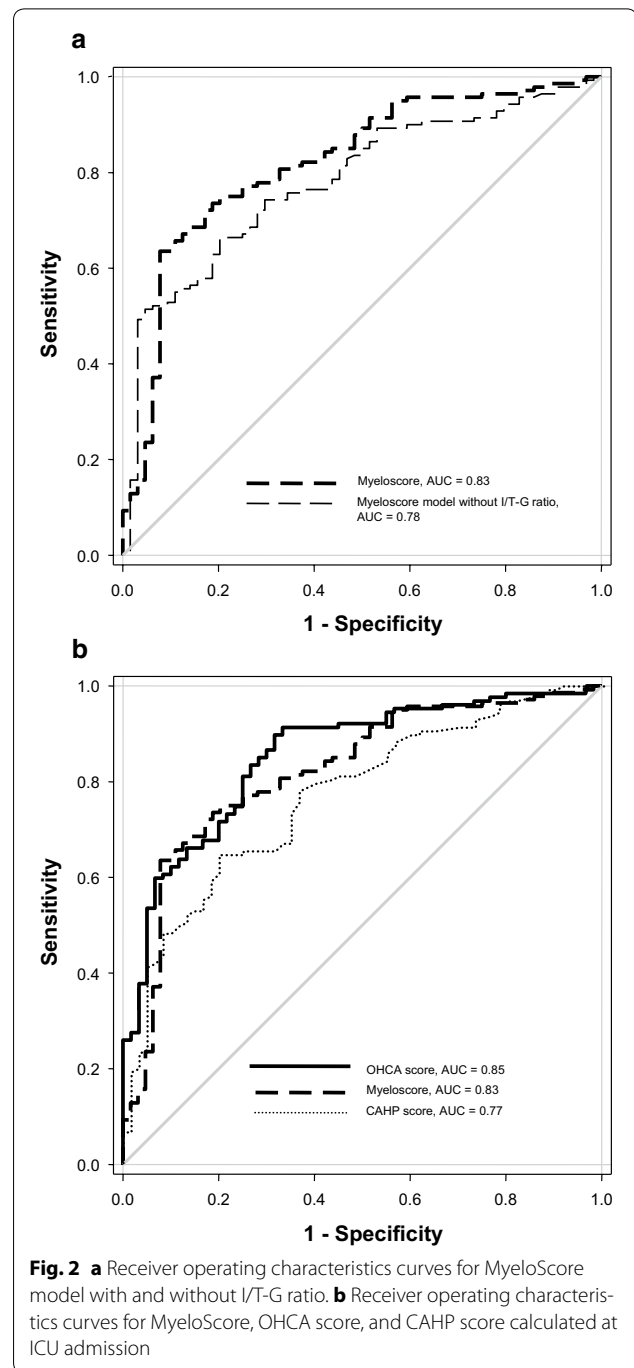 a
1.0
0.8
0.6
0.4
0.2
0.0
Sensitivity
Myeloscore, AUC = 0.83
Myeloscore model without I/T-G ratio,
AUC = 0.78
0.0 0.2 0.4 0.6 0.8 1.0
1 - Specificity
b
1.0
0.8
0.6
0.4
0.2
0.0
Sensitivity
OHCA score, AUC = 0.85
Myeloscore, AUC = 0.83
CAHP score, AUC = 0.77
0.0 0.2 0.4 0.6 0.8 1.0
1 - Specificity
Fig. 2 a Receiver operating characteristics curves for MyeloScore
model with and without I/T-G ratio. b Receiver operating characteris-
tics curves for MyeloScore, OHCA score, and CAHP score calculated at
ICU admission